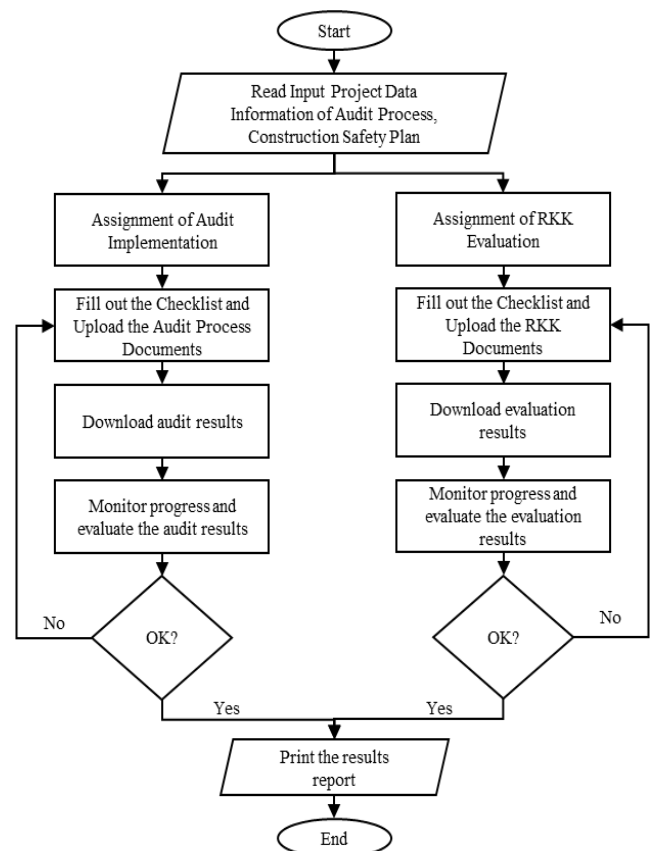 Start
Read Input Project Data
Information of Audit Process,
Construction Safety Plan
Assignment of Audit
Implementation
Assignment of RKK
Evaluation
Fill out the Checklist and
Upload the Audit Process
Documents
Fill out the Checklist and
Upload the RKK
Documents
Download audit results
Download evaluation
results
Monitor progress and
evaluate the audit results
Monitor progress and
evaluate the evaluation
results
No
OK?
OK?
No
Yes
Yes
Print the results
report
End